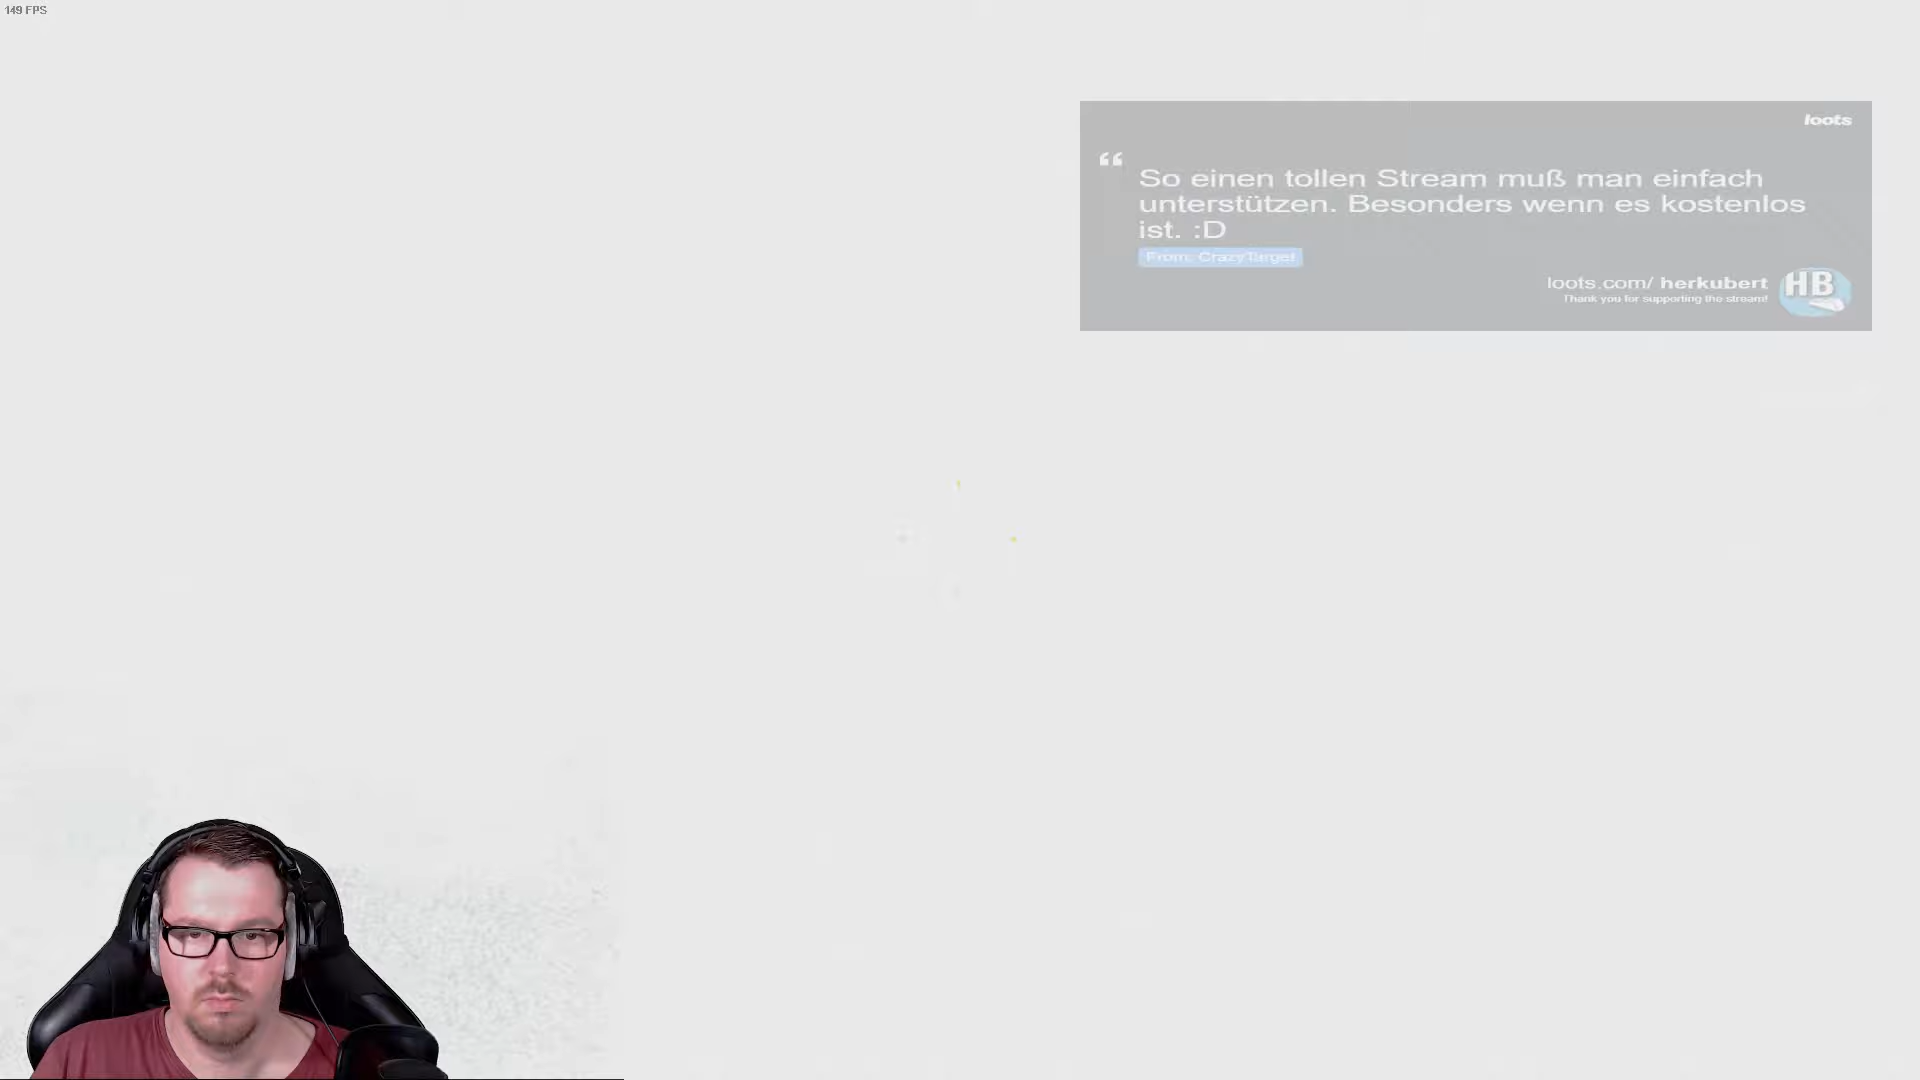 149 FPS
loots
“
So einen tollen Stream muß man einfach
unterstützen. Besonders wenn es kostenlos
ist. :D
From: CrazyTarget
loots.com/ herkubert
Thank you for supporting the stream!
HB